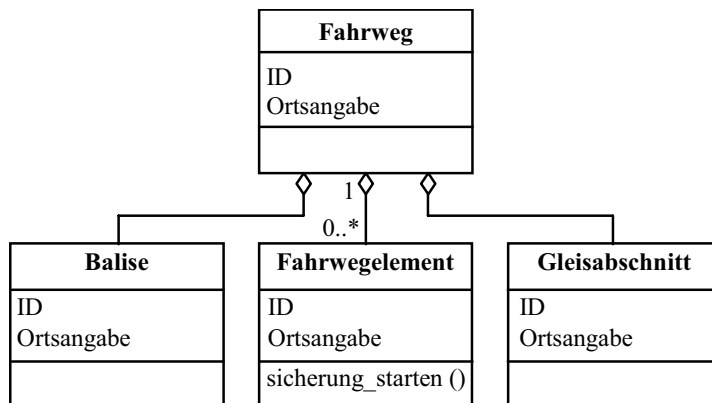 Fahrweg
ID
Ortsangabe
1
0..*
Balise
ID
Ortsangabe
Fahrwegelement
ID
Ortsangabe
sicherung_starten ()
Gleisabschnitt
ID
Ortsangabe